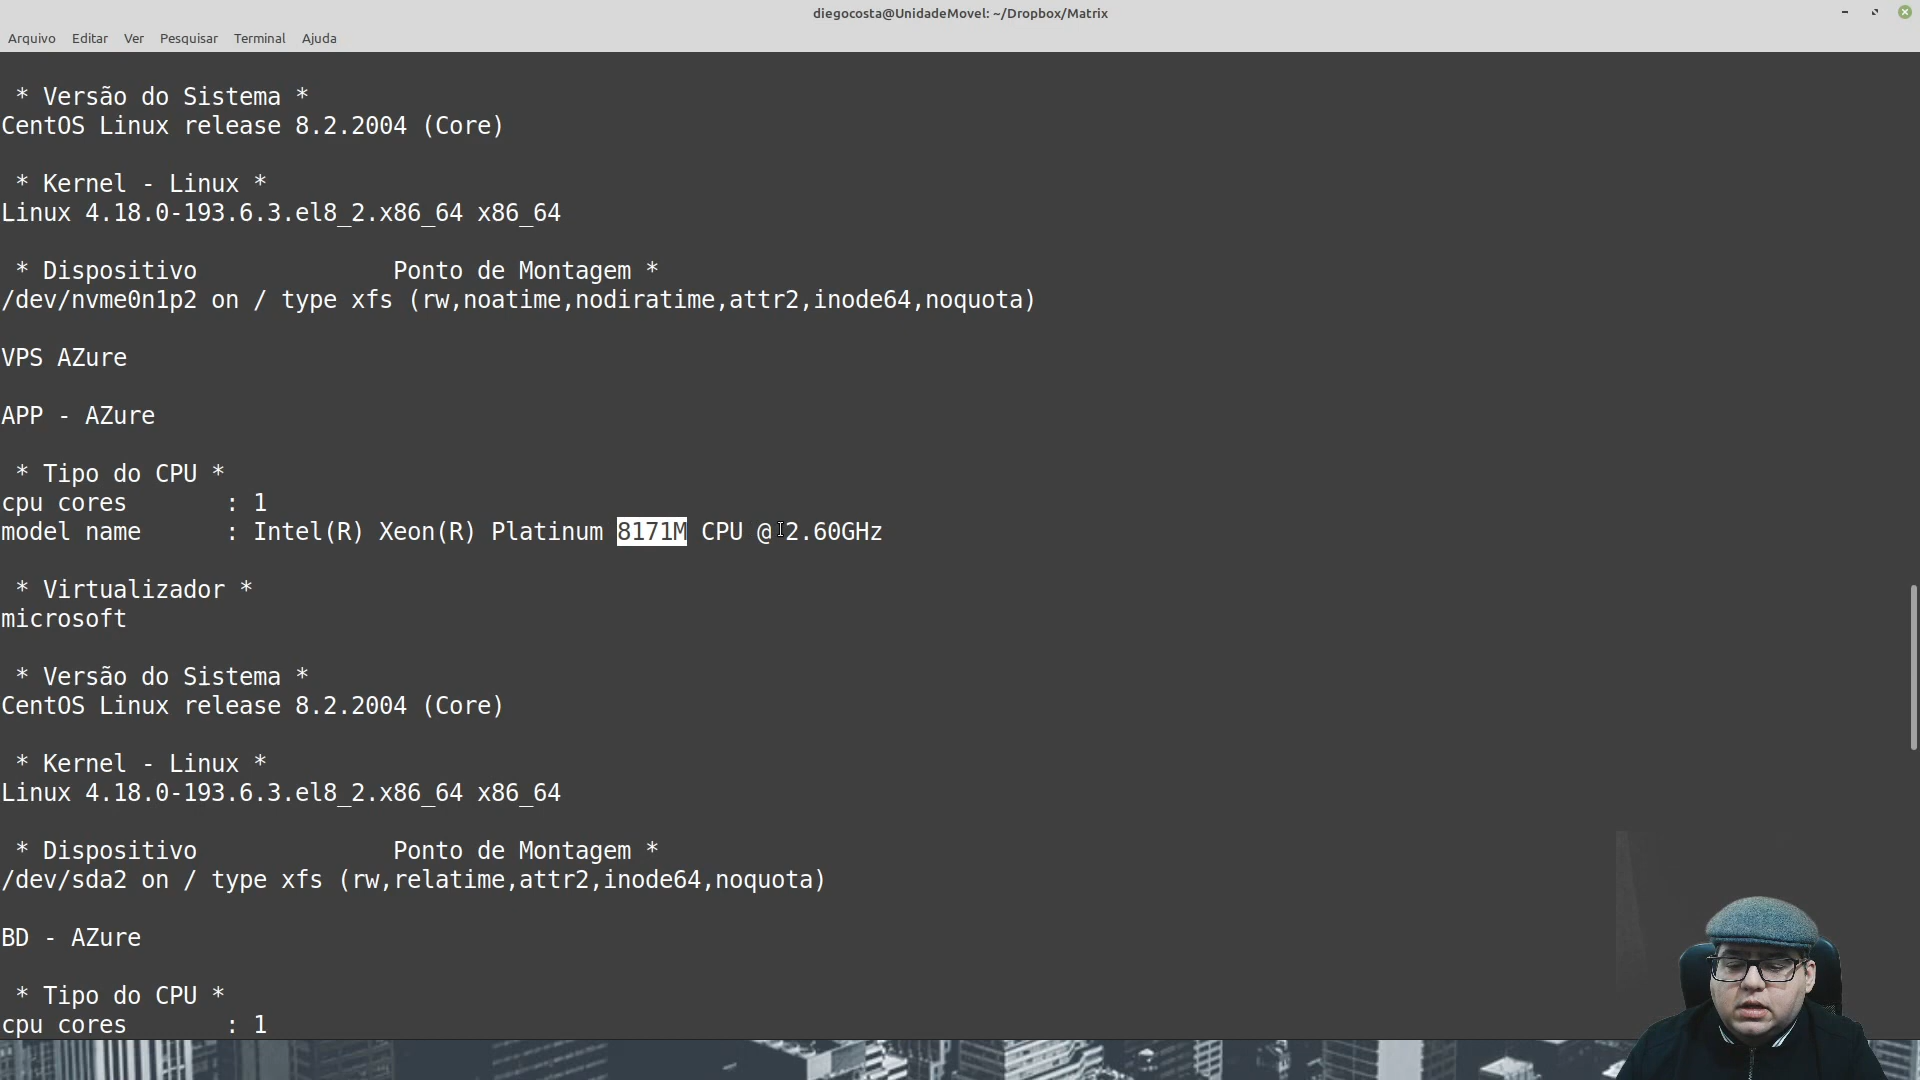 diegocosta@UnidadeMovel: ~/Dropbox/Matrix
Arquivo Editar Ver Pesquisar Terminal Ajuda
* Versão do Sistema *
CentOS Linux release 8.2.2004 (Core)
* Kernel - Linux *
Linux 4.18.0-193.6.3.el8_2.x86_64 x86_64
* Dispositivo Ponto de Montagem *
/dev/nvme0n1p2 on / type xfs (rw,noatime,nodiratime,attr2,inode64,noquota)
VPS AZure
APP - AZure
* Tipo do CPU *
cpu cores : 1
model name : Intel(R) Xeon(R) Platinum 8171M CPU @ 2.60GHz
* Virtualizador *
microsoft
* Versão do Sistema *
CentOS Linux release 8.2.2004 (Core)
* Kernel - Linux *
Linux 4.18.0-193.6.3.el8_2.x86_64 x86_64
* Dispositivo Ponto de Montagem *
/dev/sda2 on / type xfs (rw,relatime,attr2,inode64,noquota)
BD - AZure
* Tipo do CPU *
cpu cores : 1